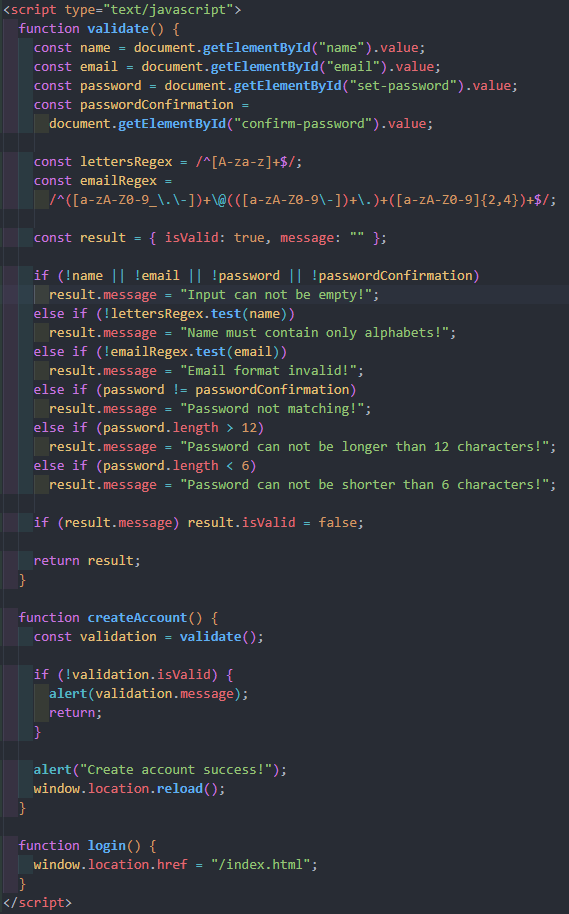 <script type="text/javascript">
  function validate() {
    const name = document.getElementById("name").value;
    const email = document.getElementById("email").value;
    const password = document.getElementById("set-password").value;
    const passwordConfirmation =
      document.getElementById("confirm-password").value;

    const lettersRegex = /^[A-za-z]+$/;
    const emailRegex =
      /^([a-zA-Z0-9_\.\-])+\@(([a-zA-Z0-9\-])+\.)+([a-zA-Z0-9]{2,4})+$/;

    const result = { isValid: true, message: "" };

    if (!name || !email || !password || !passwordConfirmation)
      result.message = "Input can not be empty!";
    else if (!lettersRegex.test(name))
      result.message = "Name must contain only alphabets!";
    else if (!emailRegex.test(email))
      result.message = "Email format invalid!";
    else if (password != passwordConfirmation)
      result.message = "Password not matching!";
    else if (password.length > 12)
      result.message = "Password can not be longer than 12 characters!";
    else if (password.length < 6)
      result.message = "Password can not be shorter than 6 characters!";

    if (result.message) result.isValid = false;

    return result;
  }

  function createAccount() {
    const validation = validate();

    if (!validation.isValid) {
      alert(validation.message);
      return;
    }

    alert("Create account success!");
    window.location.reload();
  }

  function login() {
    window.location.href = "/index.html";
  }
</script>